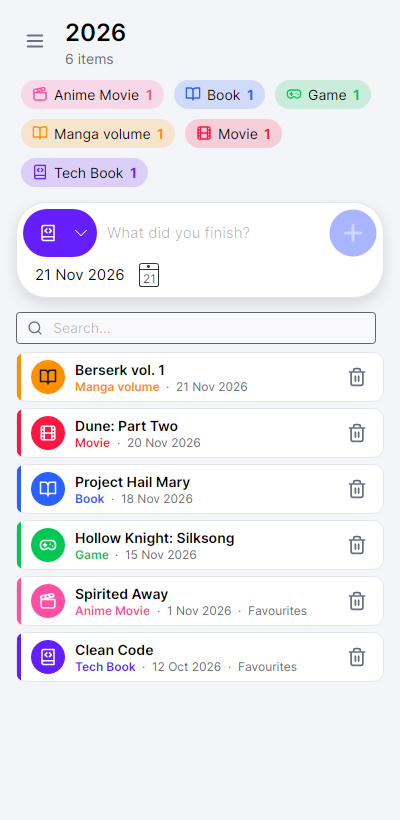 2026
6 items
Anime Movie 1 Book 1 Game 1
Manga volume 1 Movie 1
Tech Book 1
What did you finish?
21 Nov 2026 21
Search...
Berserk vol. 1
Manga volume · 21 Nov 2026
Dune: Part Two
Movie · 20 Nov 2026
Project Hail Mary
Book · 18 Nov 2026
Hollow Knight: Silksong
Game · 15 Nov 2026
Spirited Away
Anime Movie · 1 Nov 2026 · Favourites
Clean Code
Tech Book · 12 Oct 2026 · Favourites